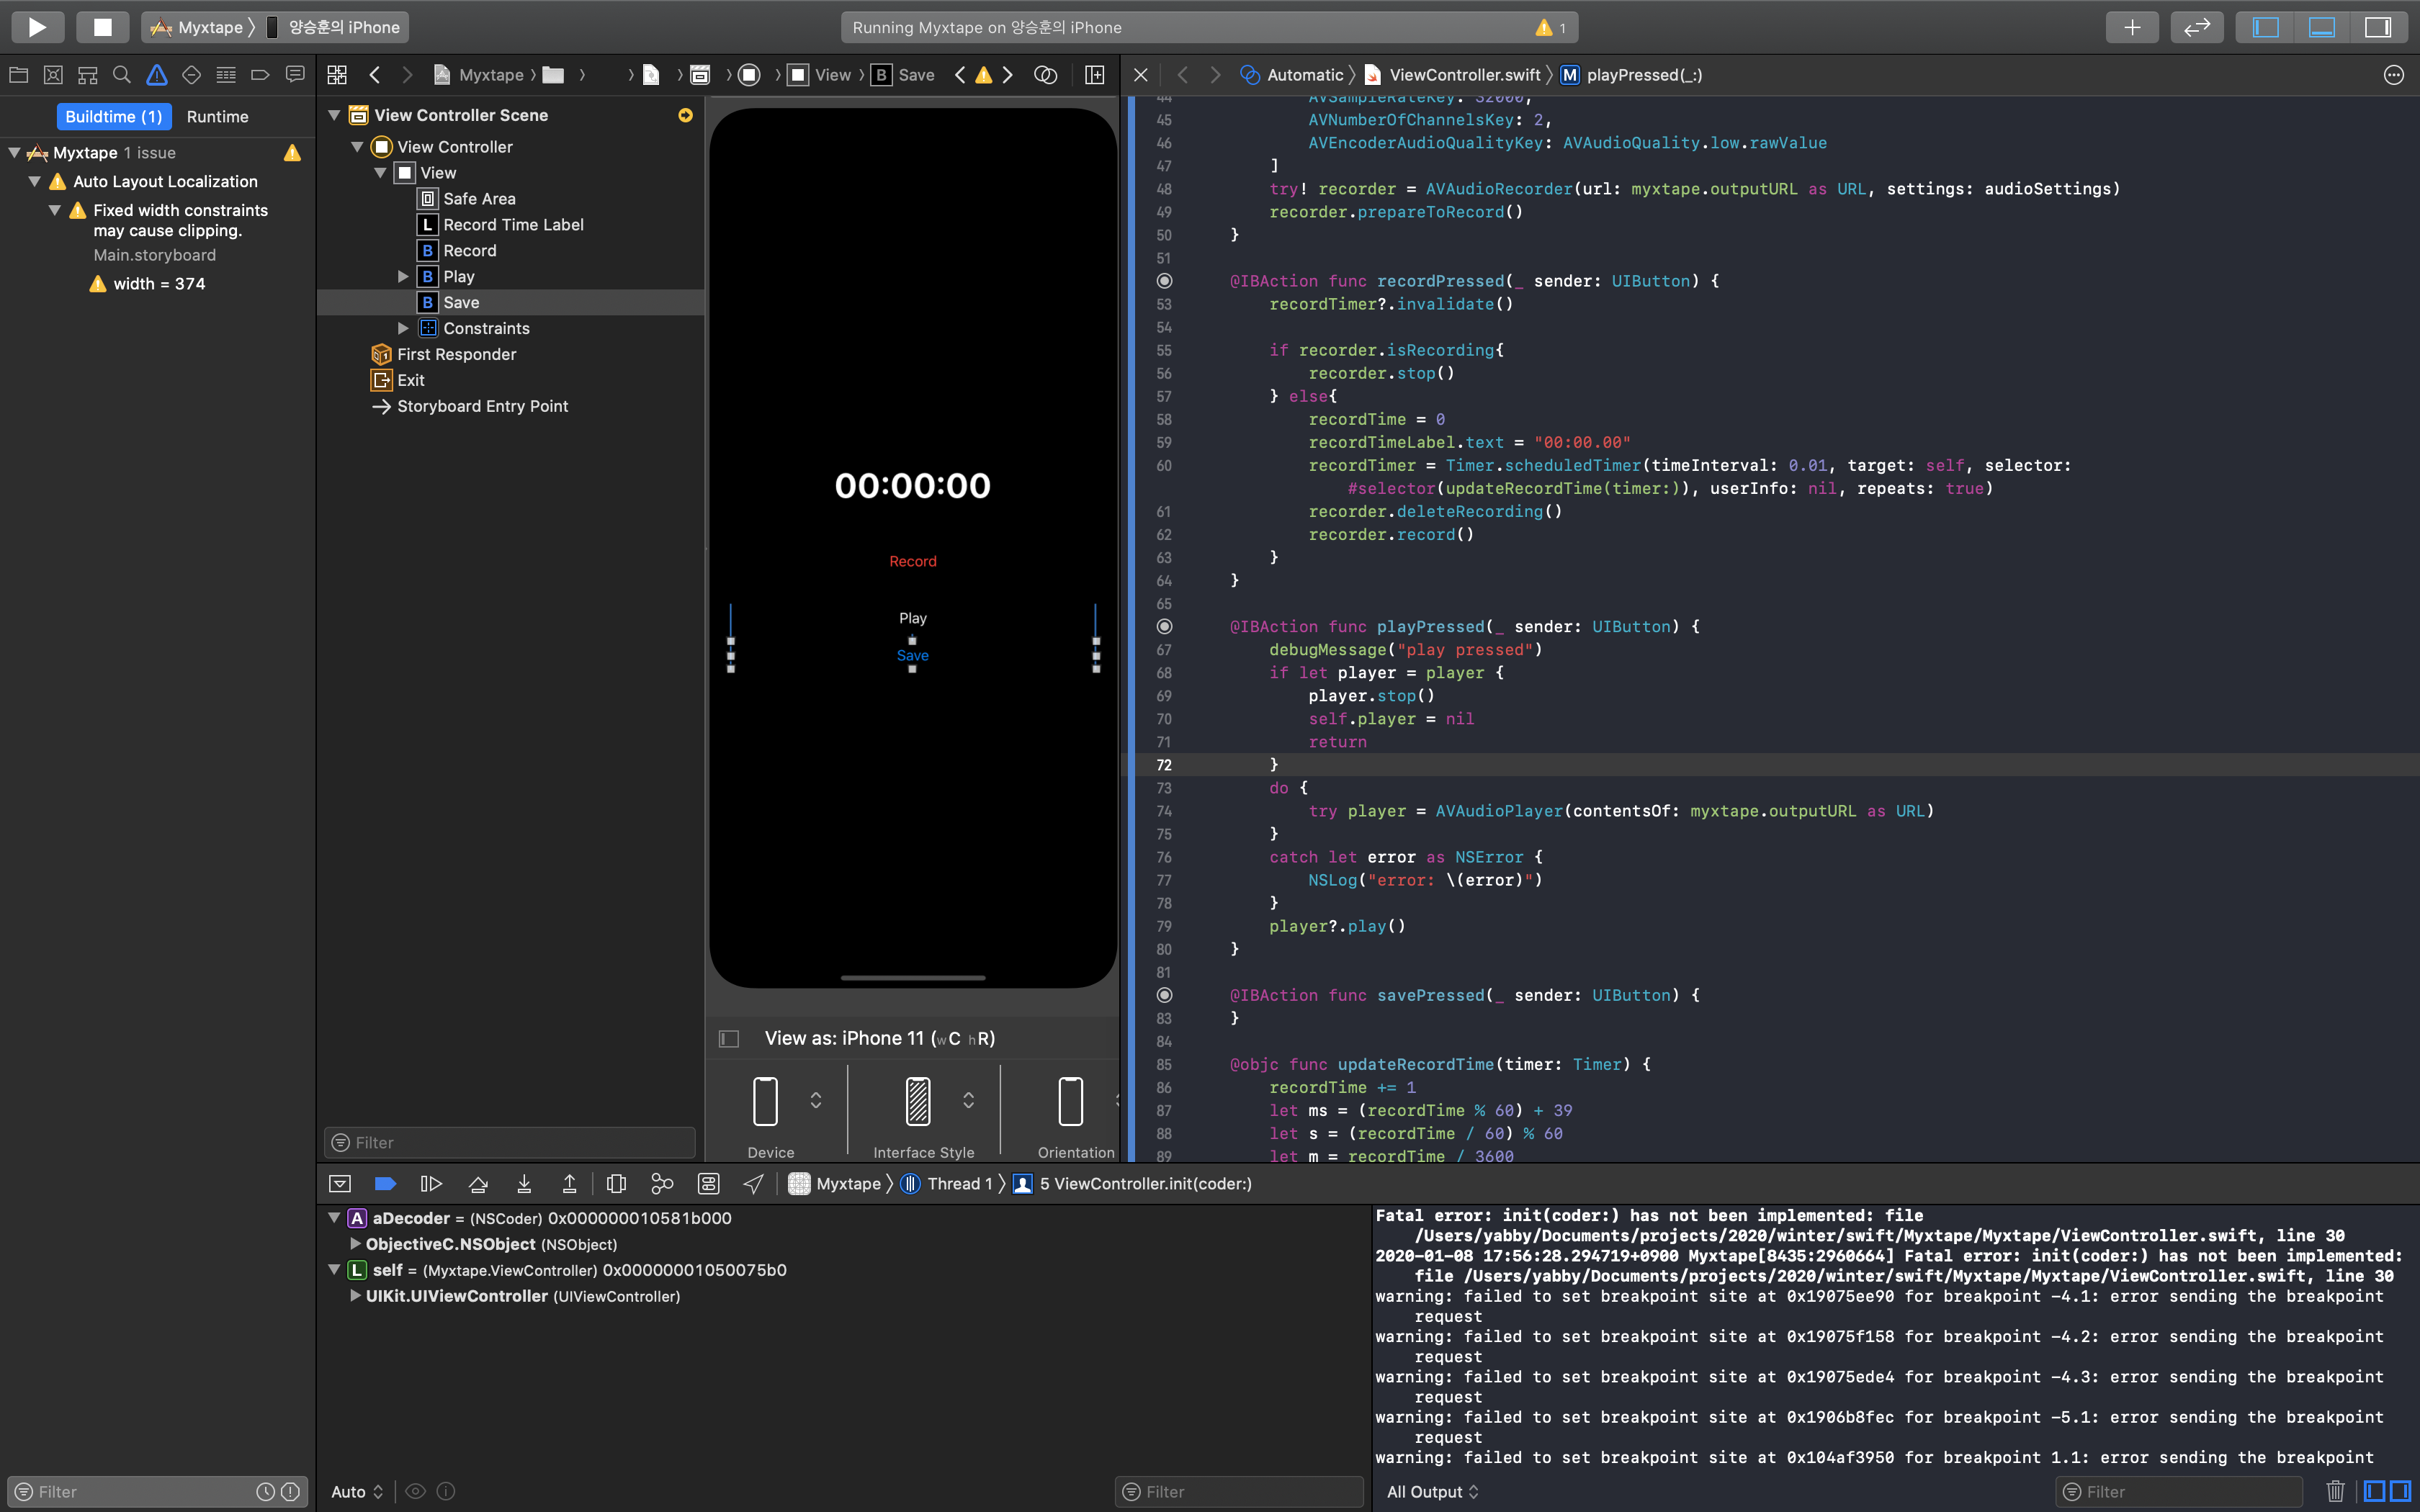 Myxtape 〉 양승훈의 iPhone
Running Myxtape on 양승훈의 iPhone
1
Buildtime (1) Runtime
Myxtape 1 issue
Auto Layout Localization
Fixed width constraints
may cause clipping.
Main.storyboard
width = 374
Filter
Myxtape 〉 〉 〉 〉 〉 View 〉 B Save
View Controller Scene
View Controller
View
Safe Area
L Record Time Label
B Record
B Play
B Save
Constraints
First Responder
Exit
Storyboard Entry Point
Filter
00:00:00
Record
Play
Save
View as: iPhone 11 (wC hR)
Device Interface Style Orientation
Automatic 〉 ViewController.swift 〉 M playPressed(_:)
44 AVSampleRateKey: 32000,
45 AVNumberOfChannelsKey: 2,
46 AVEncoderAudioQualityKey: AVAudioQuality.low.rawValue
47 ]
48 try! recorder = AVAudioRecorder(url: myxtape.outputURL as URL, settings: audioSettings)
49 recorder.prepareToRecord()
50 }
51
@IBAction func recordPressed(_ sender: UIButton) {
53 recordTimer?.invalidate()
54
55 if recorder.isRecording{
56 recorder.stop()
57 } else{
58 recordTime = 0
59 recordTimeLabel.text = "00:00.00"
60 recordTimer = Timer.scheduledTimer(timeInterval: 0.01, target: self, selector:
#selector(updateRecordTime(timer:)), userInfo: nil, repeats: true)
61 recorder.deleteRecording()
62 recorder.record()
63 }
64 }
65
@IBAction func playPressed(_ sender: UIButton) {
67 debugMessage("play pressed")
68 if let player = player {
69 player.stop()
70 self.player = nil
71 return
72 }
73 do {
74 try player = AVAudioPlayer(contentsOf: myxtape.outputURL as URL)
75 }
76 catch let error as NSError {
77 NSLog("error: \(error)")
78 }
79 player?.play()
80 }
81
@IBAction func savePressed(_ sender: UIButton) {
83 }
84
85 @objc func updateRecordTime(timer: Timer) {
86 recordTime += 1
87 let ms = (recordTime % 60) + 39
88 let s = (recordTime / 60) % 60
89 let m = recordTime / 3600
Myxtape 〉 Thread 1 〉 5 ViewController.init(coder:)
A aDecoder = (NSCoder) 0x000000010581b000
ObjectiveC.NSObject (NSObject)
L self = (Myxtape.ViewController) 0x00000001050075b0
UIKit.UIViewController (UIViewController)
Auto
Filter
Fatal error: init(coder:) has not been implemented: file
/Users/yabby/Documents/projects/2020/winter/swift/Myxtape/Myxtape/ViewController.swift, line 30
2020-01-08 17:56:28.294719+0900 Myxtape[8435:2960664] Fatal error: init(coder:) has not been implemented:
file /Users/yabby/Documents/projects/2020/winter/swift/Myxtape/Myxtape/ViewController.swift, line 30
warning: failed to set breakpoint site at 0x19075ee90 for breakpoint -4.1: error sending the breakpoint
request
warning: failed to set breakpoint site at 0x19075f158 for breakpoint -4.2: error sending the breakpoint
request
warning: failed to set breakpoint site at 0x19075ede4 for breakpoint -4.3: error sending the breakpoint
request
warning: failed to set breakpoint site at 0x1906b8fec for breakpoint -5.1: error sending the breakpoint
request
warning: failed to set breakpoint site at 0x104af3950 for breakpoint 1.1: error sending the breakpoint
All Output
Filter